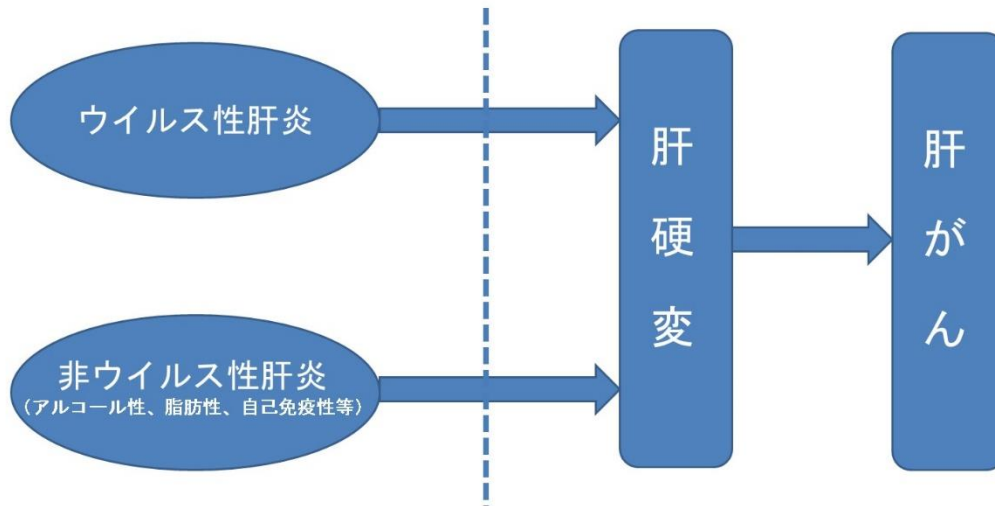 ウイルス性肝炎
非ウイルス性肝炎
（アルコール性、脂肪性、自己免疫性等）
肝硬変
肝がん